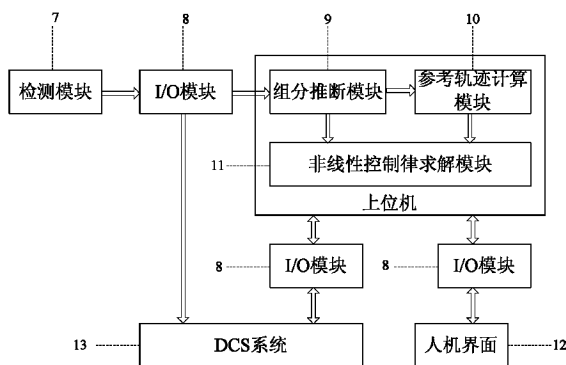 7
8
9
10
检测模块
I/O模块
组分推断模块
参考轨迹计算
模块
11
非线性控制律求解模块
上位机
8
I/O模块
8
I/O模块
13
DCS系统
人机界面
12